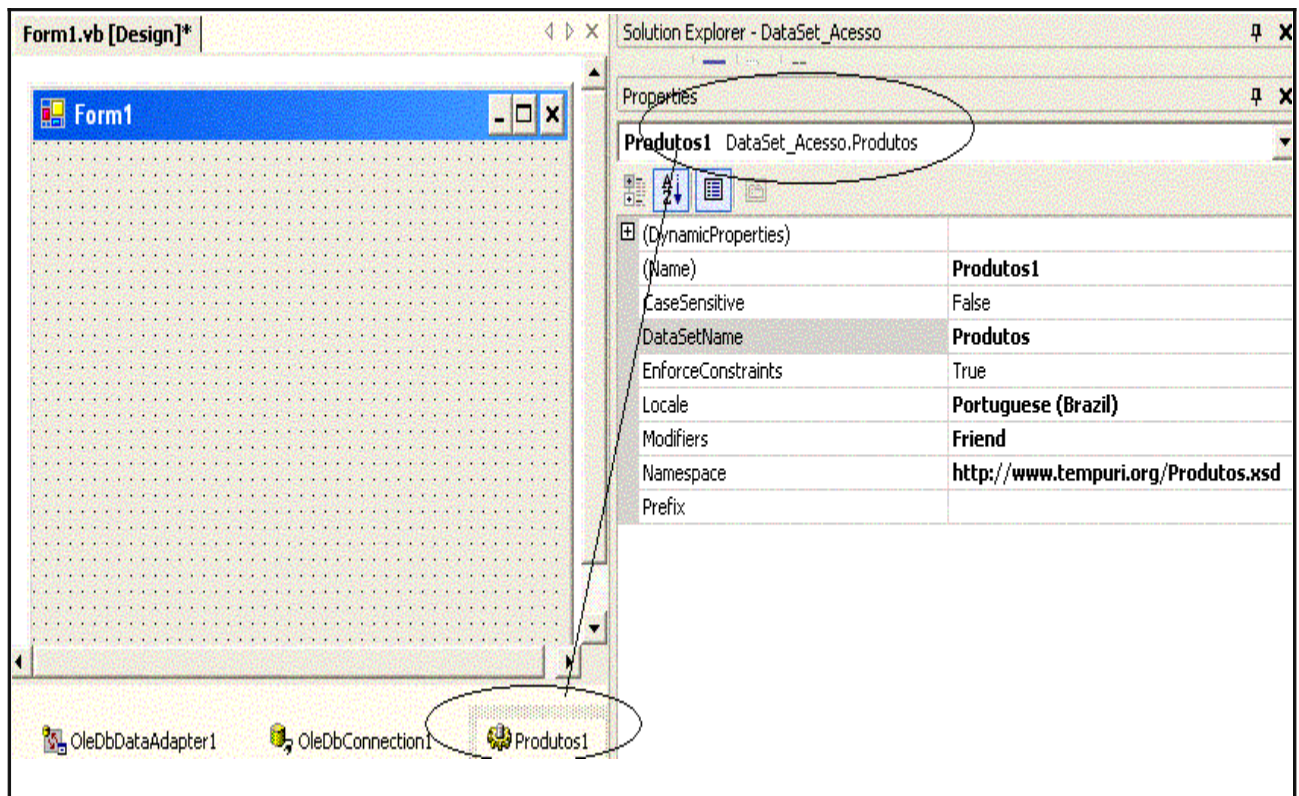 Form1.vb [Design]*
Form1
OleDbDataAdapter1
OleDbConnection1
Produtos1
Solution Explorer - DataSet_Acesso
Properties
Produtos1 DataSet_Acesso.Produtos
(DynamicProperties)
(Name) Produtos1
CaseSensitive False
DataSetName Produtos
EnforceConstraints True
Locale Portuguese (Brazil)
Modifiers Friend
Namespace http://www.tempuri.org/Produtos.xsd
Prefix